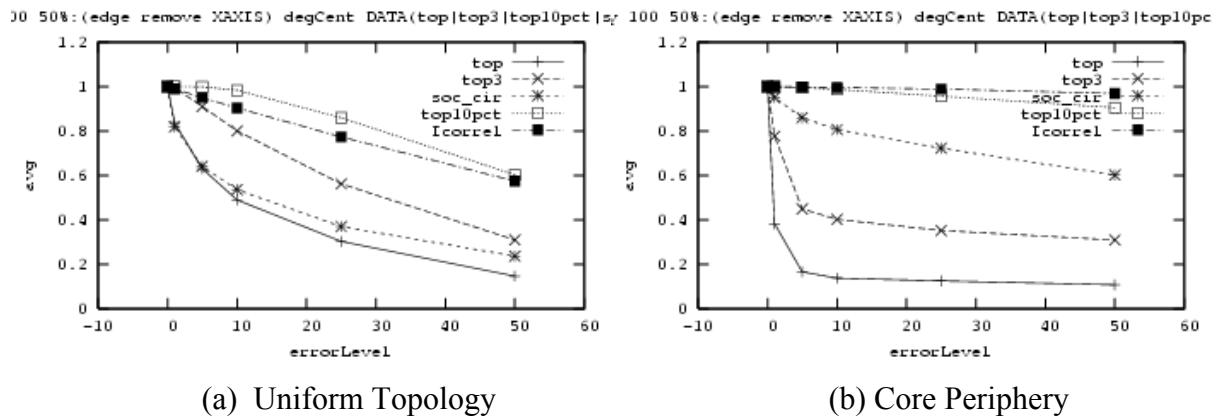 00 50%:(edge remove XAXIS) degCent DATA(top|top3|top10pct|sy
1.2
1
0.8
0.6
0.4
0.2
0
avg
top
top3
soc_cir
top10pct
Icorrel
-10 0 10 20 30 40 50 60
errorLevel
(a) Uniform Topology
100 50%:(edge remove XAXIS) degCent DATA(top|top3|top10pc
1.2
1
0.8
0.6
0.4
0.2
0
avg
top
top3
soc_cir
top10pct
Icorrel
-10 0 10 20 30 40 50 60
errorLevel
(b) Core Periphery